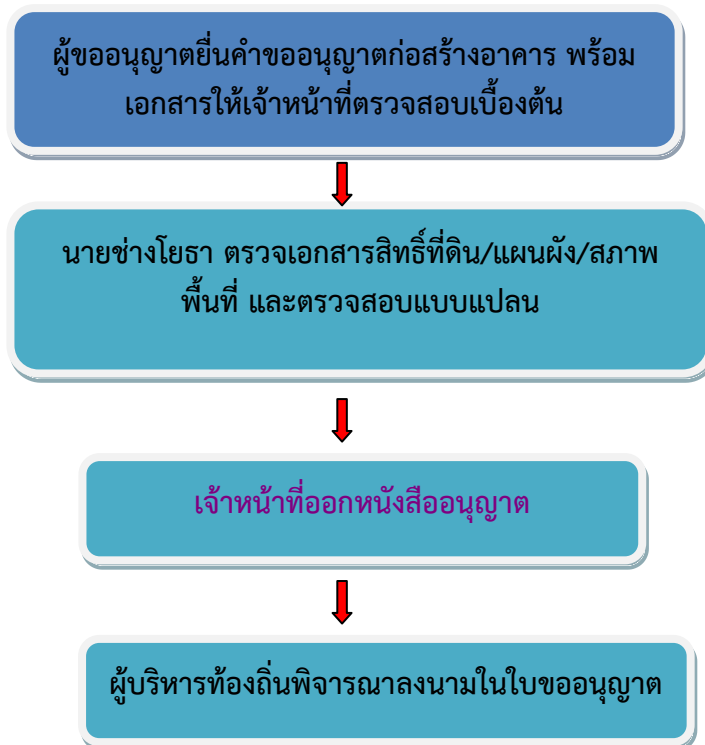 ผู้ขออนุญาตยื่นคำขออนุญาตก่อสร้างอาคาร พร้อม
เอกสารให้เจ้าหน้าที่ตรวจสอบเบื้องต้น
นายช่างโยธา ตรวจเอกสารสิทธิ์ที่ดิน/แผนผัง/สภาพ
พื้นที่ และตรวจสอบแบบแปลน
เจ้าหน้าที่ออกหนังสืออนุญาต
ผู้บริหารท้องถิ่นพิจารณาลงนามในใบขออนุญาต